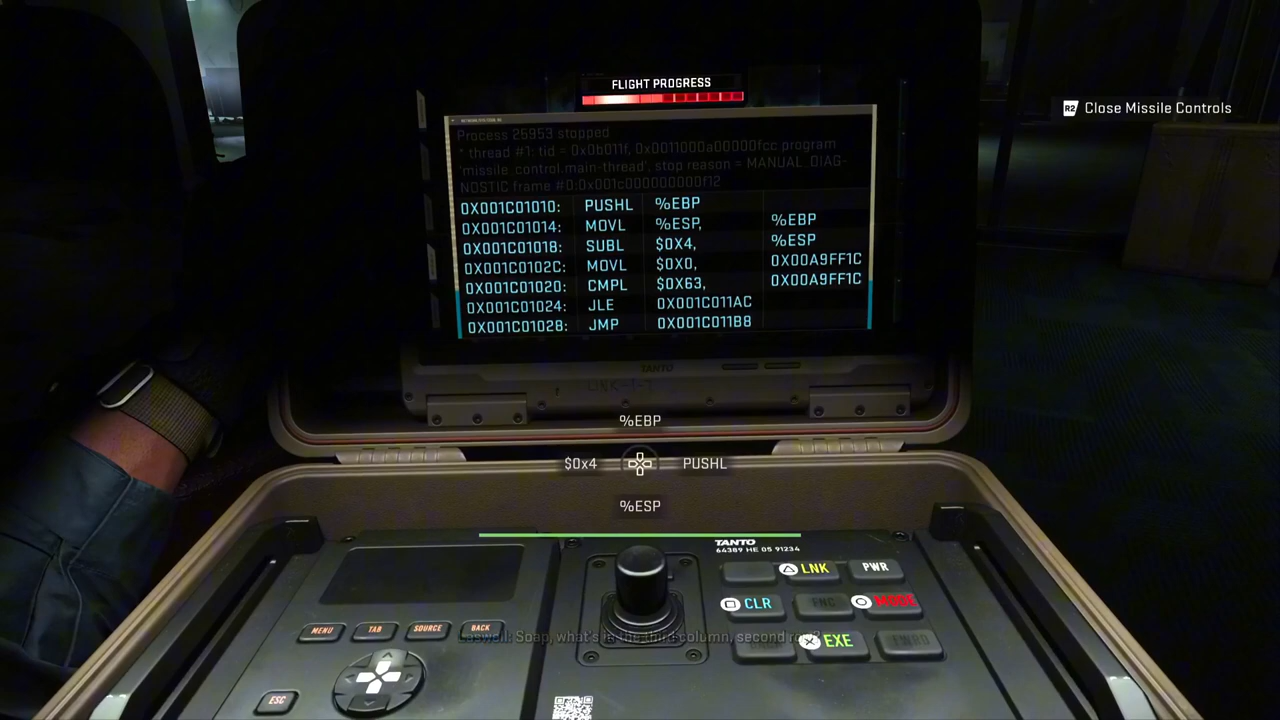 FLIGHT PROGRESS
R2 Close Missile Controls
Process 25953 stopped
* thread #1: tid = 0x0b011f, 0x0011000a00000fcc program
'missile_control.main-thread', stop reason = MANUAL_DIAG-
NOSTIC frame #0:0x001c000000000f12
0X001C01010: PUSHL %EBP
0X001C01014: MOVL %ESP, %EBP
0X001C01018: SUBL $0X4, %ESP
0X001C0102C: MOVL $0X0, 0X00A9FF1C
0X001C01020: CMPL $0X63, 0X00A9FF1C
0X001C01024: JLE 0X001C011AC
0X001C01028: JMP 0X001C011B8
TANTO
%EBP
$0x4 PUSHL
%ESP
TANTO
64389 HE 05 91234
LNK PWR
CLR FNC MODE
EXE
MENU TAB SOURCE BACK
ESC
Laswell: Soap, what's in the third column, second row?